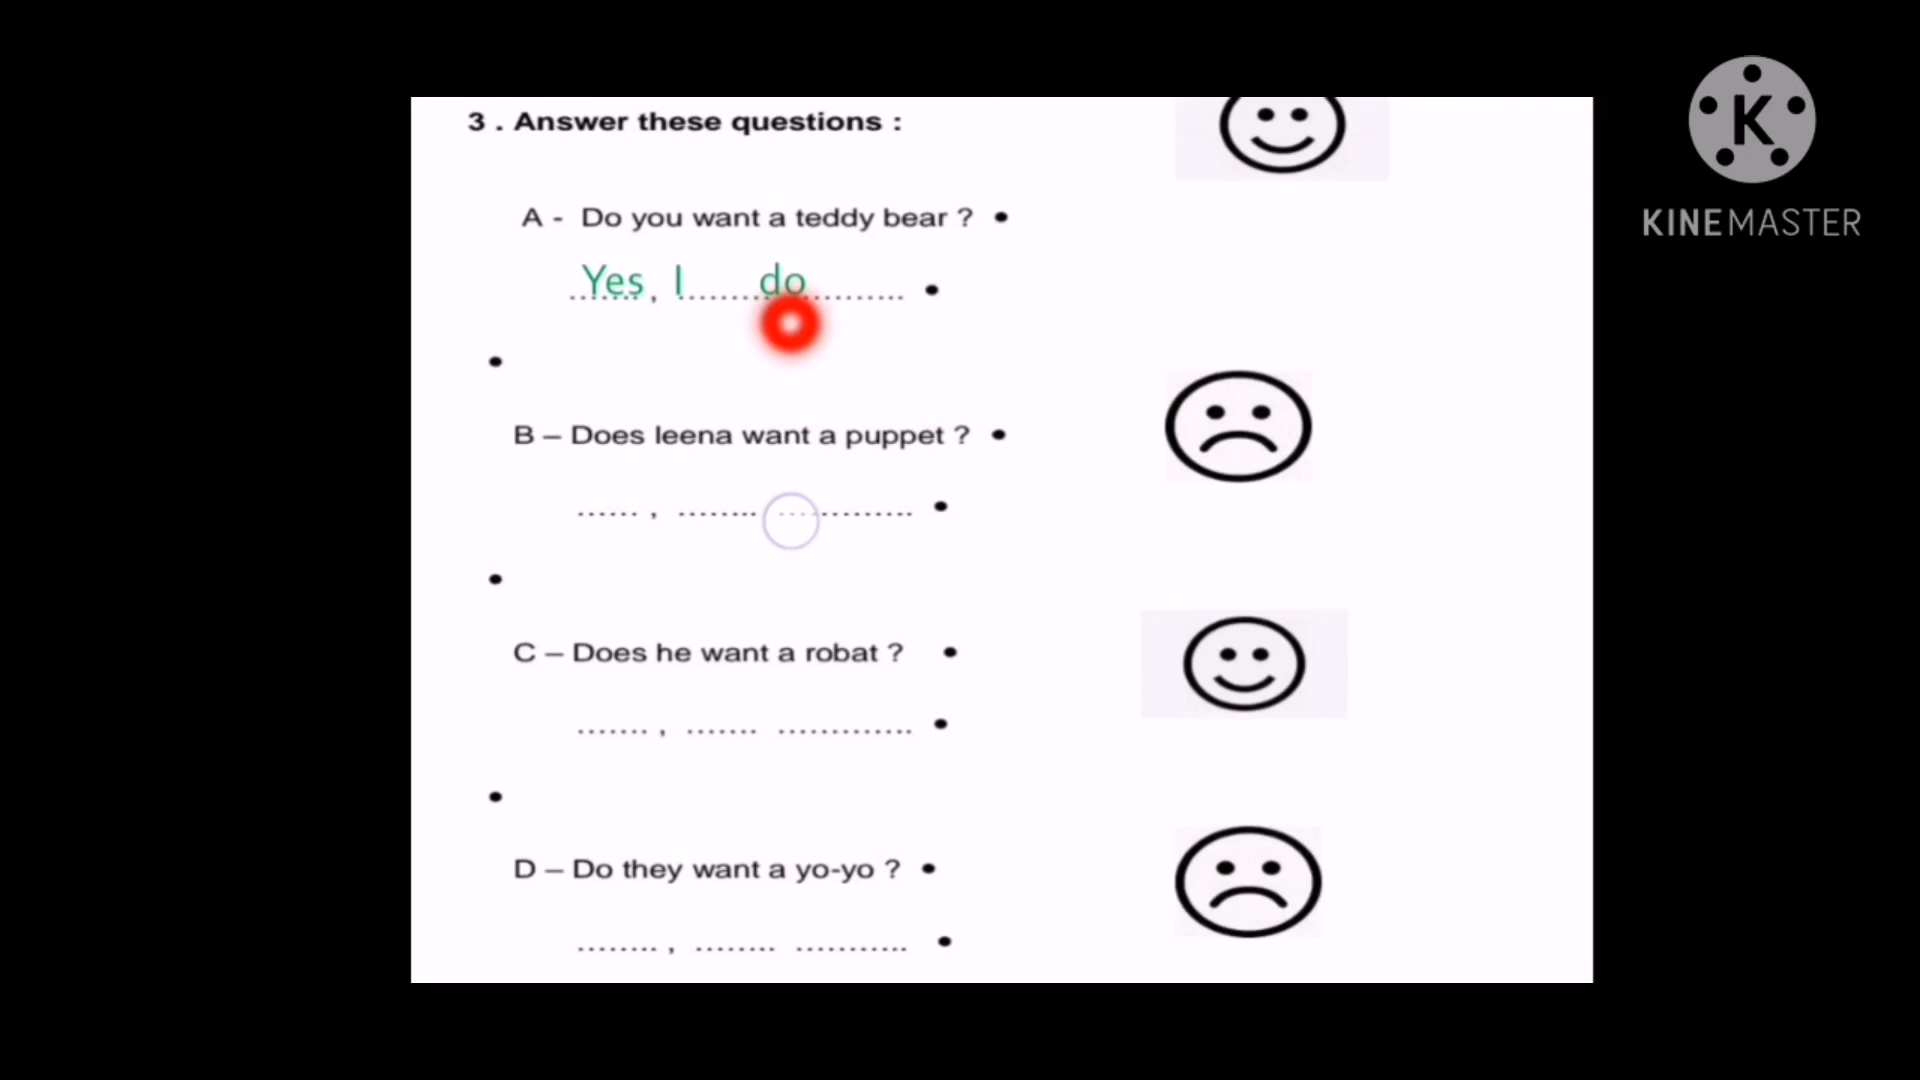 3 . Answer these questions :
A - Do you want a teddy bear ? •
Yes , I do •
•
B – Does leena want a puppet ? •
...... , ........ ............. •
•
C – Does he want a robat ? •
....... , ....... ............. •
•
D – Do they want a yo-yo ? •
........ , ........ ........... •
K
KINEMASTER